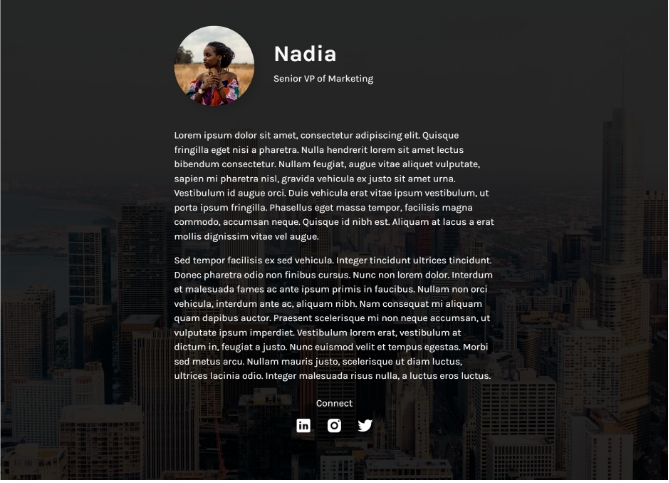 Nadia
Senior VP of Marketing
Lorem ipsum dolor sit amet, consectetur adipiscing elit. Quisque
fringilla eget nisi a pharetra. Nulla hendrerit lorem sit amet lectus
bibendum consectetur. Nullam feugiat, augue vitae aliquet vulputate,
sapien mi pharetra nisl, gravida vehicula ex justo sit amet urna.
Vestibulum id augue orci. Duis vehicula erat vitae ipsum vestibulum, ut
porta ipsum fringilla. Phasellus eget massa tempor, facilisis magna
commodo, accumsan neque. Quisque id nibh est. Aliquam at lacus a erat
mollis dignissim vitae vel augue.
Sed tempor facilisis ex sed vehicula. Integer tincidunt ultrices tincidunt.
Donec pharetra odio non finibus cursus. Nunc non lorem dolor. Interdum
et malesuada fames ac ante ipsum primis in faucibus. Nullam non orci
vehicula, interdum ante ac, aliquam nibh. Nam consequat mi aliquam
quam dapibus auctor. Praesent scelerisque mi non neque accumsan, ut
vulputate ipsum imperdiet. Vestibulum lorem erat, vestibulum at
dictum in, feugiat a justo. Nunc euismod velit et tempus egestas. Morbi
sed metus arcu. Nullam mauris justo, scelerisque ut diam luctus,
ultrices lacinia odio. Integer malesuada risus nulla, a luctus eros luctus.
Connect